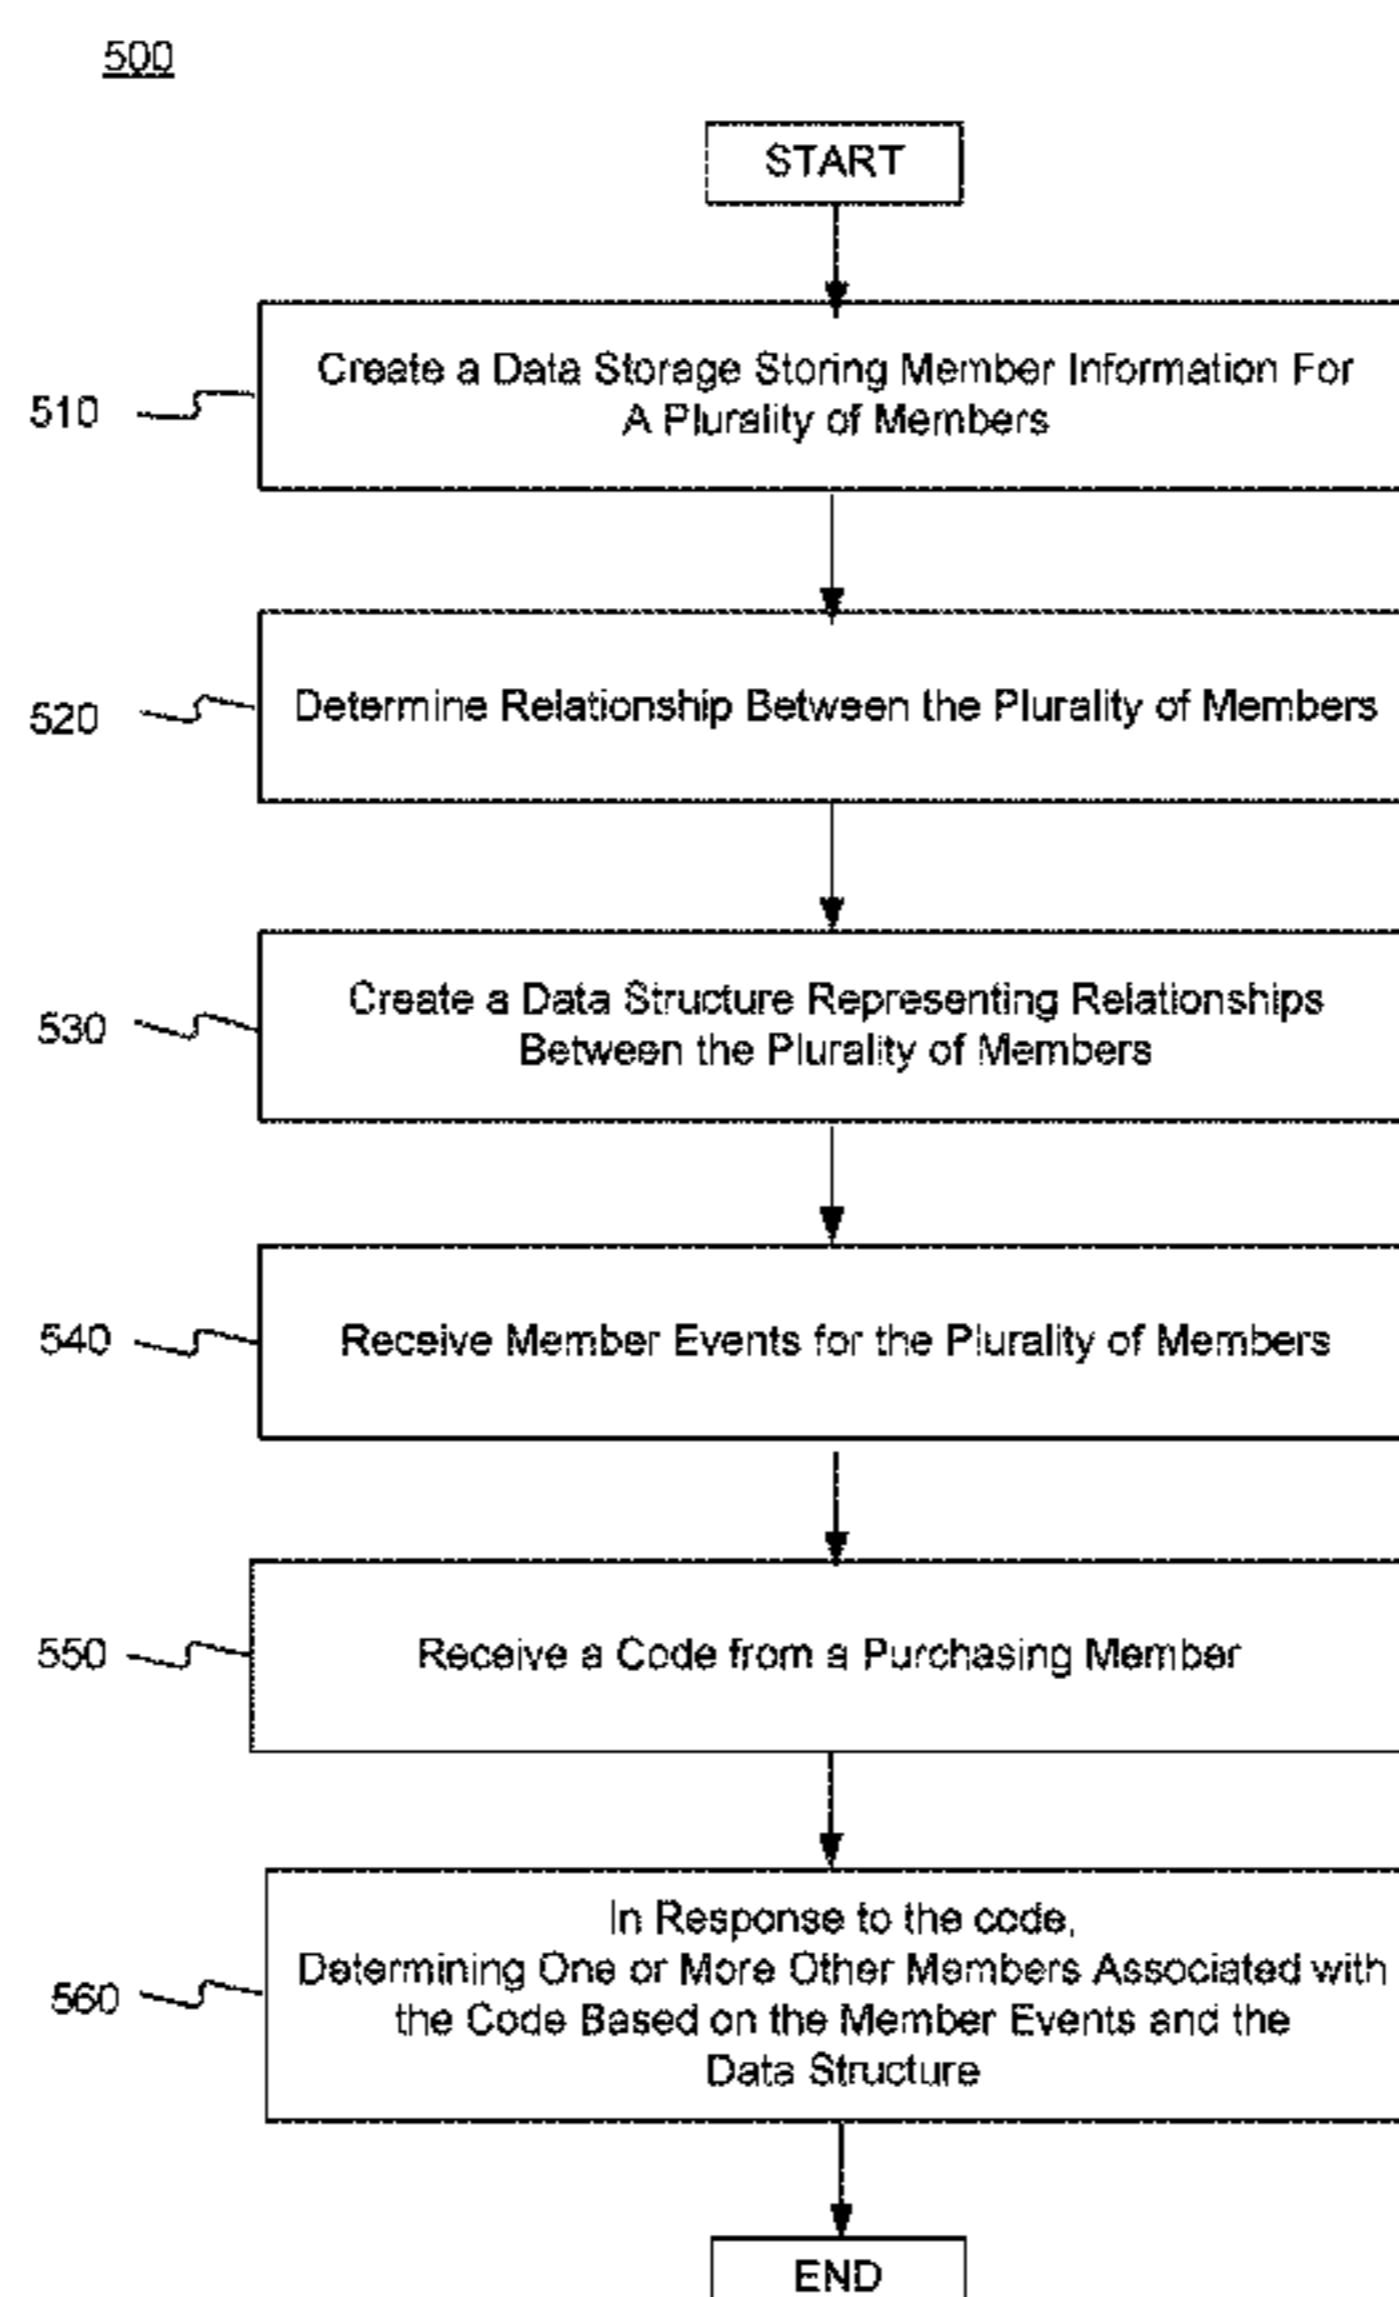 500
START
510
Create a Data Storage Storing Member Information For
A Plurality of Members
520
Determine Relationship Between the Plurality of Members
530
Create a Data Structure Representing Relationships
Between the Plurality of Members
540
Receive Member Events for the Plurality of Members
550
Receive a Code from a Purchasing Member
560
In Response to the code,
Determining One or More Other Members Associated with
the Code Based on the Member Events and the
Data Structure
END